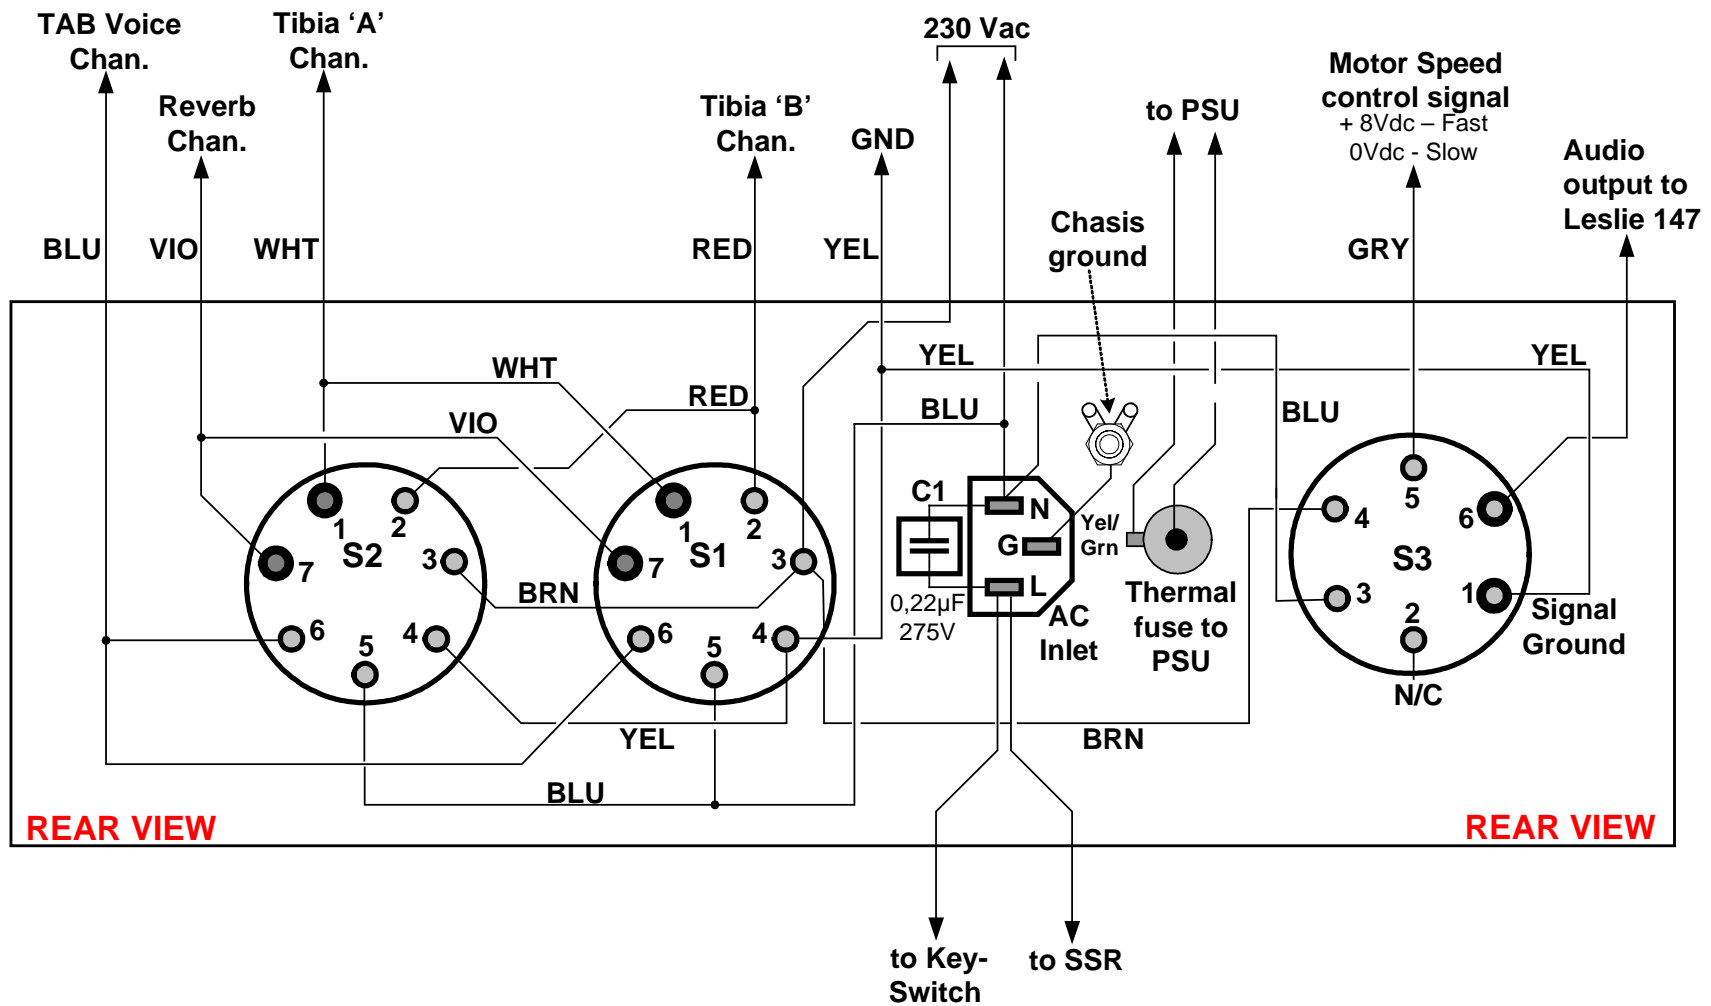 TAB Voice
Chan.
Tibia ‘A’
Chan.
Reverb
Chan.
Tibia ‘B’
Chan.
GND
230 Vac
to PSU
Motor Speed
control signal
+ 8Vdc – Fast
0Vdc - Slow
Audio
output to
Leslie 147
Chasis
ground
BLU
VIO
WHT
RED
YEL
GRY
WHT
RED
VIO
YEL
BLU
YEL
BLU
1
2
3
4
5
6
7
S2
1
2
3
4
5
6
7
S1
BRN
YEL
BLU
C1
0,22µF
275V
N
G
L
Yel/
Grn
AC
Inlet
Thermal
fuse to
PSU
BRN
5
4
6
S3
3
1
2
N/C
Signal
Ground
REAR VIEW
REAR VIEW
to Key-
Switch
to SSR